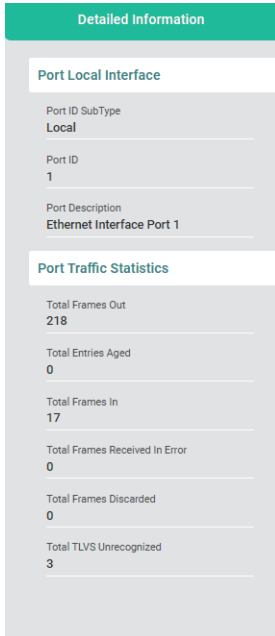 Detailed Information
Port Local Interface
Port ID SubType
Local
Port ID
1
Port Description
Ethernet Interface Port 1
Port Traffic Statistics
Total Frames Out
218
Total Entries Aged
0
Total Frames In
17
Total Frames Received In Error
0
Total Frames Discarded
0
Total TLVS Unrecognized
3